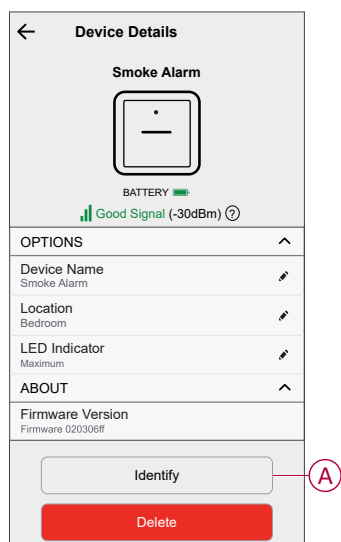 Device Details
Smoke Alarm
BATTERY
Good Signal (-30dBm) ?
OPTIONS
Device Name
Smoke Alarm
Location
Bedroom
LED Indicator
Maximum
ABOUT
Firmware Version
Firmware 020306ff
Identify
A
Delete